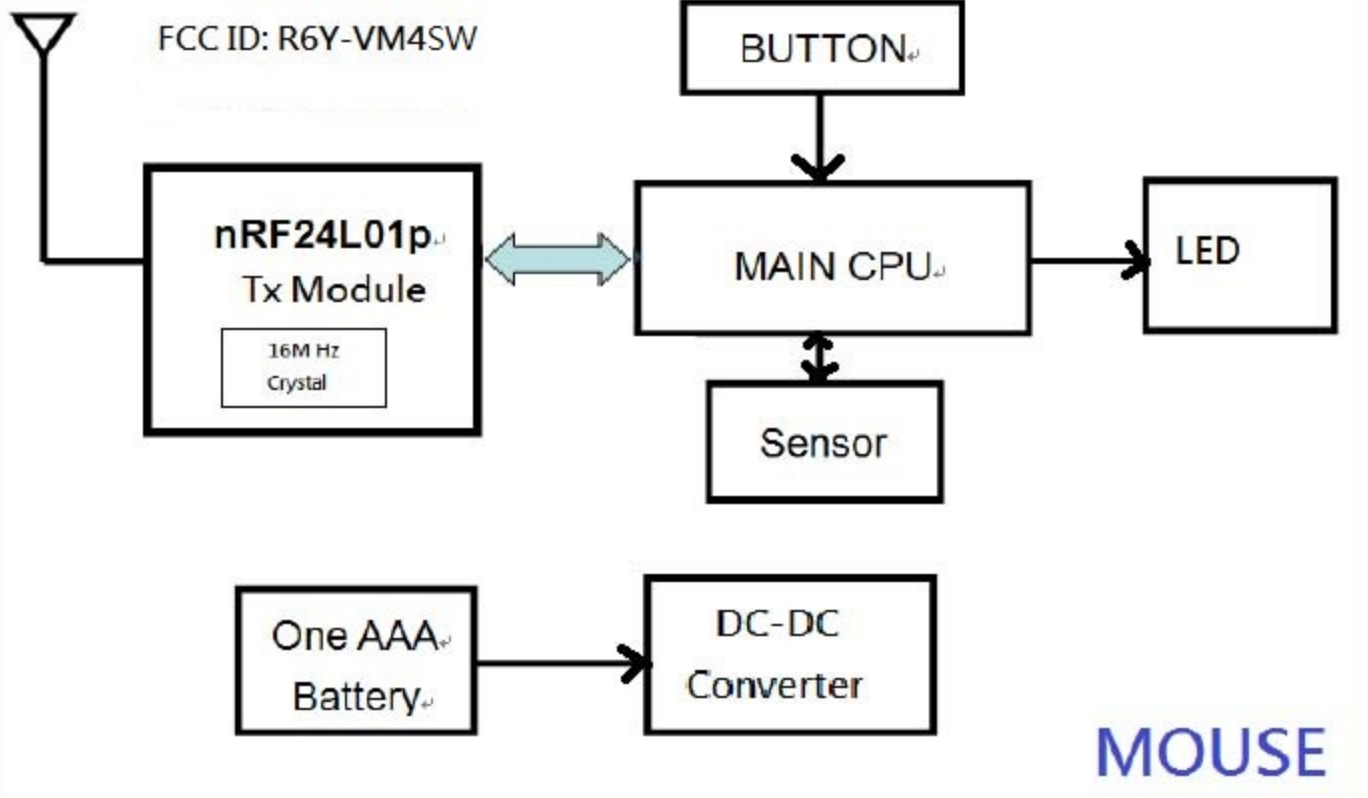 FCC ID: R6Y-VM4SW
BUTTON
nRF24L01p
Tx Module
16M Hz
Crystal
MAIN CPU
LED
Sensor
One AAA
Battery
DC-DC
Converter
MOUSE